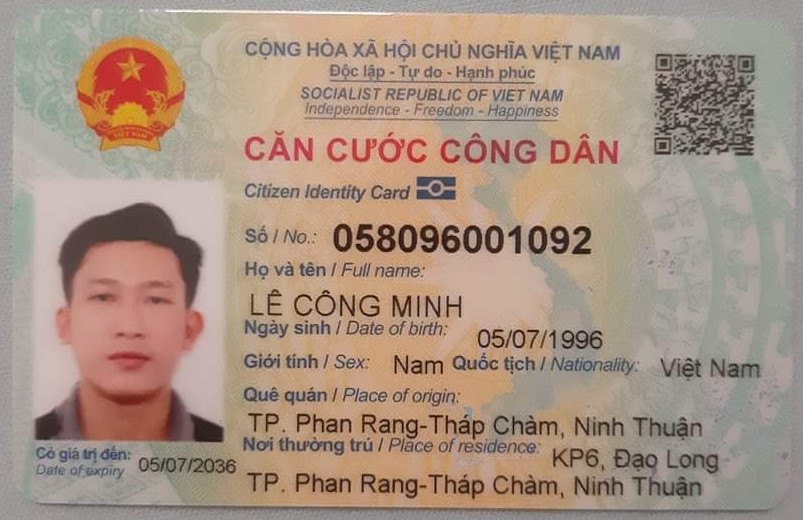 CỘNG HÒA XÃ HỘI CHỦ NGHĨA VIỆT NAM
Độc lập - Tự do - Hạnh phúc
SOCIALIST REPUBLIC OF VIET NAM
Independence - Freedom - Happiness
CĂN CƯỚC CÔNG DÂN
Citizen Identity Card
Số / No.: 058096001092
Họ và tên / Full name:
LÊ CÔNG MINH
Ngày sinh / Date of birth: 05/07/1996
Giới tính / Sex: Nam Quốc tịch / Nationality: Việt Nam
Quê quán / Place of origin:
TP. Phan Rang-Tháp Chàm, Ninh Thuận
Nơi thường trú / Place of residence: KP6, Đạo Long
TP. Phan Rang-Tháp Chàm, Ninh Thuận
Có giá trị đến: 05/07/2036
Date of expiry
VIỆT NAM